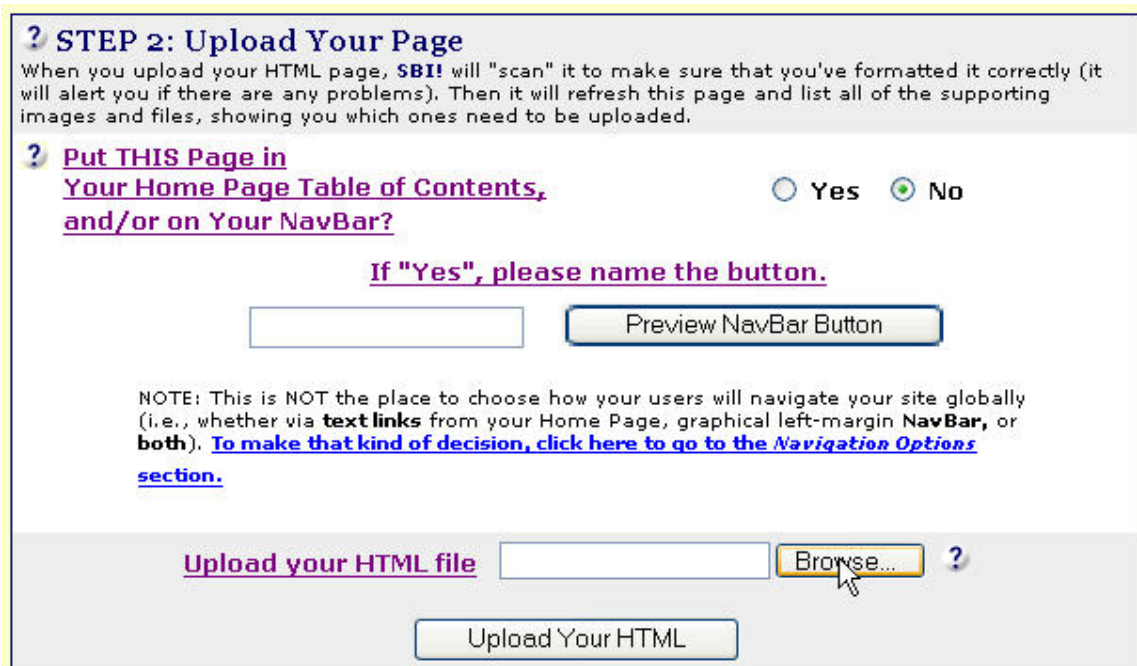 ? STEP 2: Upload Your Page
When you upload your HTML page, SBI! will "scan" it to make sure that you've formatted it correctly (it
will alert you if there are any problems). Then it will refresh this page and list all of the supporting
images and files, showing you which ones need to be uploaded.
? Put THIS Page in
Your Home Page Table of Contents,
and/or on Your NavBar?
Yes No
If "Yes", please name the button.
Preview NavBar Button
NOTE: This is NOT the place to choose how your users will navigate your site globally
(i.e., whether via text links from your Home Page, graphical left-margin NavBar, or
both). To make that kind of decision, click here to go to the Navigation Options
section.
Upload your HTML file Browse... ?
Upload Your HTML